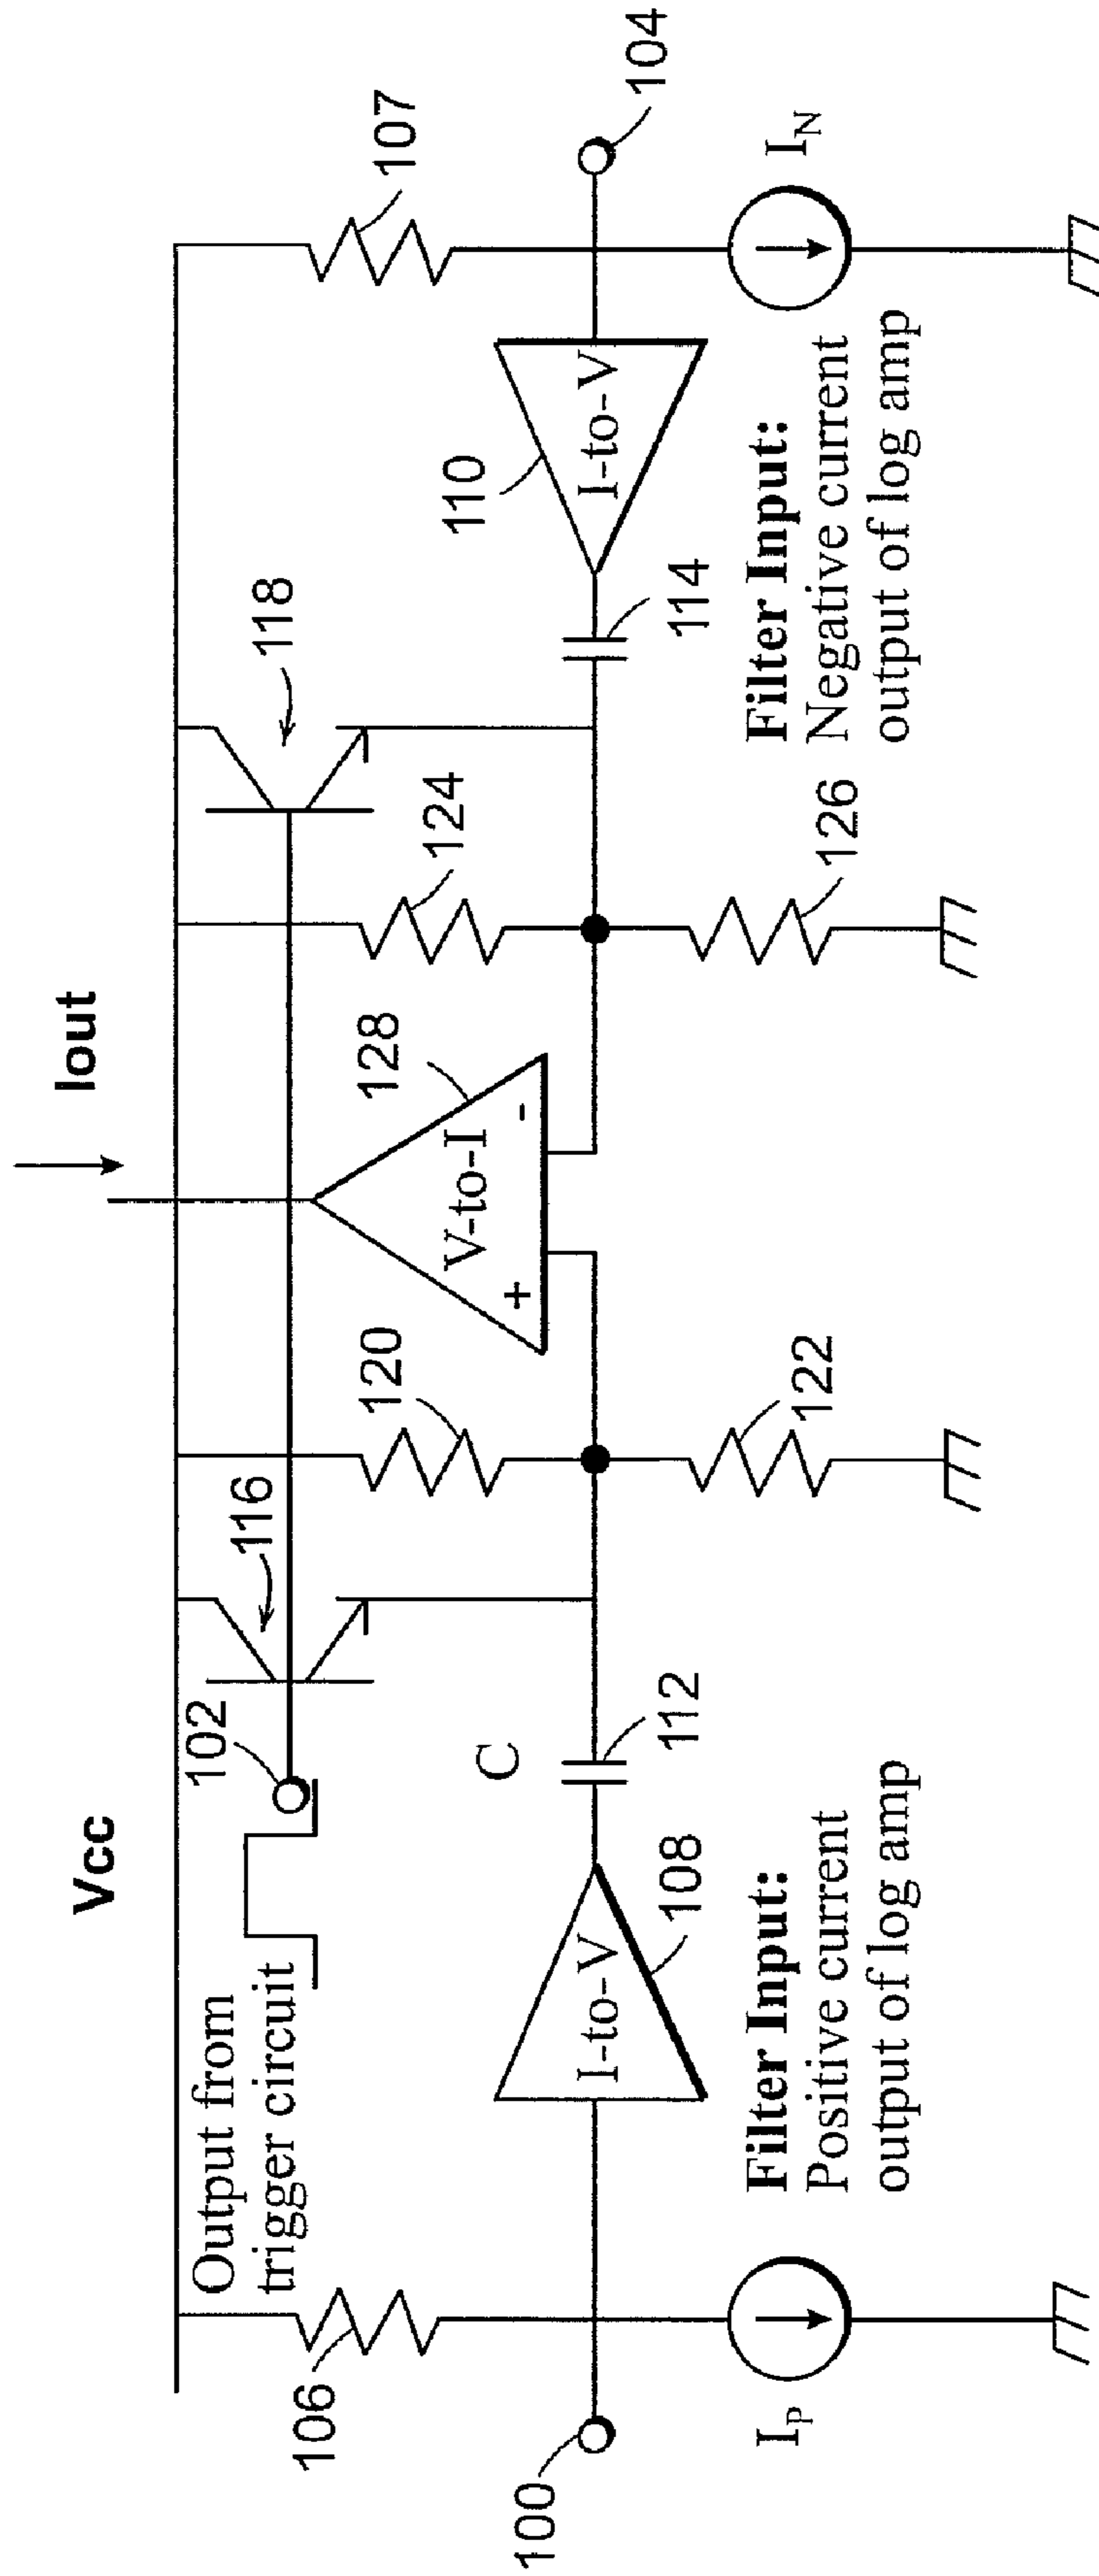 Vcc
Iout
Output from
trigger circuit
102
116
118
106
107
120
124
128
V-to-I
+
-
110
I-to-V
I-to-V
108
C
112
114
100
104
122
126
I_P
I_N
Filter Input:
Positive current
output of log amp
Filter Input:
Negative current
output of log amp